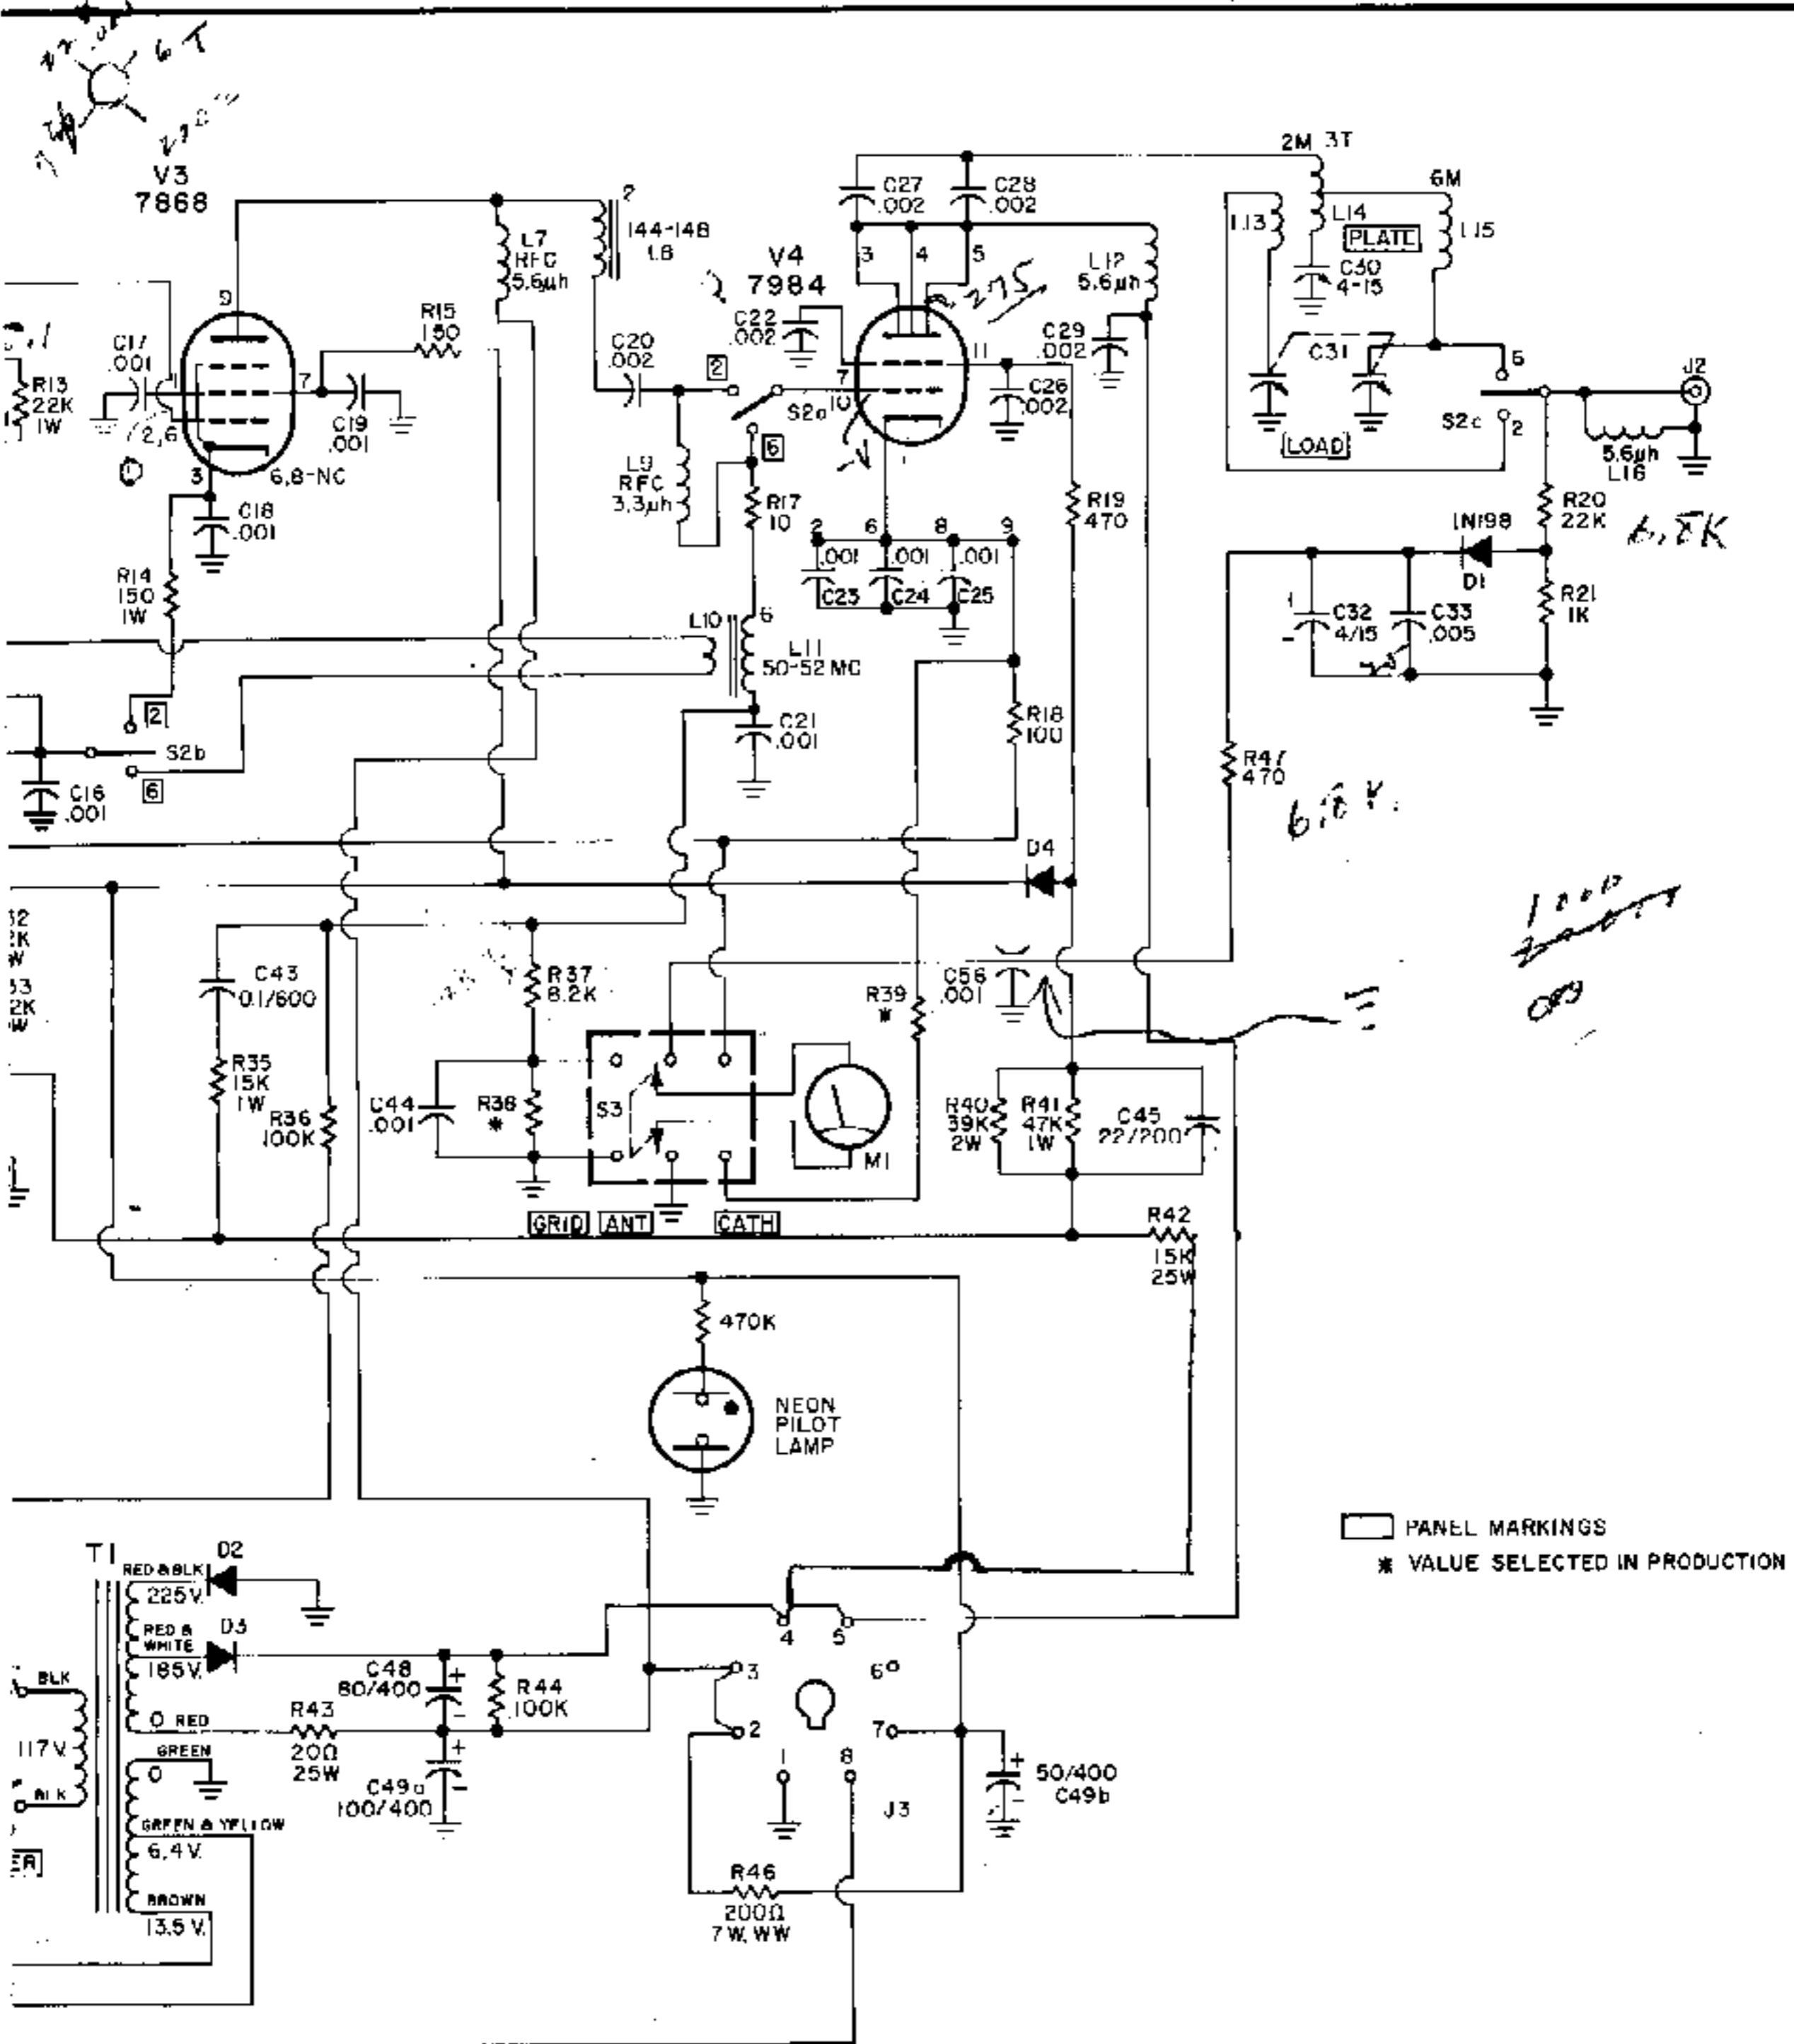 6 T
V3
7868
2
144-148
L8
L7
RFC
5.6µh
9
R15
150
C17
.001
1
7
R13
22K
1W
2,6
C19
.001
3
6,8-NC
C18
.001
R14
150
1W
C20
.002
2
S2a
6
L9
RFC
3.3µh
R17
10
V4
7984
275
C22
.002
C27
.002
C28
.002
3
4
5
L12
5.6µh
C29
.002
7
10
11
C26
.002
2M 3T
6M
L13
L14
PLATE
L15
C30
4-15
C31
LOAD
6
S2c
2
J2
5.6µh
L16
R19
470
R20
22K
6.8K
1N198
D1
R21
1K
C32
4/15
C33
.005
2
6
8
9
.001
.001
.001
C23
C24
C25
L10
6
L11
50-52 MC
C21
.001
R18
100
R47
470
6.8K.
2
S2b
6
C16
.001
D4
1000
C43
0.1/600
R37
8.2K
R39
*
C56
.001
R35
15K
1W
R36
100K
C44
.001
R38
*
S3
M1
R40
39K
2W
R41
47K
1W
C45
22/200
GRID
ANT
CATH
R42
15K
25W
470K
NEON
PILOT
LAMP
PANEL MARKINGS
* VALUE SELECTED IN PRODUCTION
T1
RED & BLK
225V.
D2
RED &
WHITE
185V.
D3
BLK
0 RED
117V.
BLK
GREEN
0
GREEN & YELLOW
6.4V.
BROWN
13.5V.
R43
20Ω
25W
C48
80/400
R44
100K
C49a
100/400
4
5
3
6
2
7
1
8
J3
50/400
C49b
R46
200Ω
7W, WW